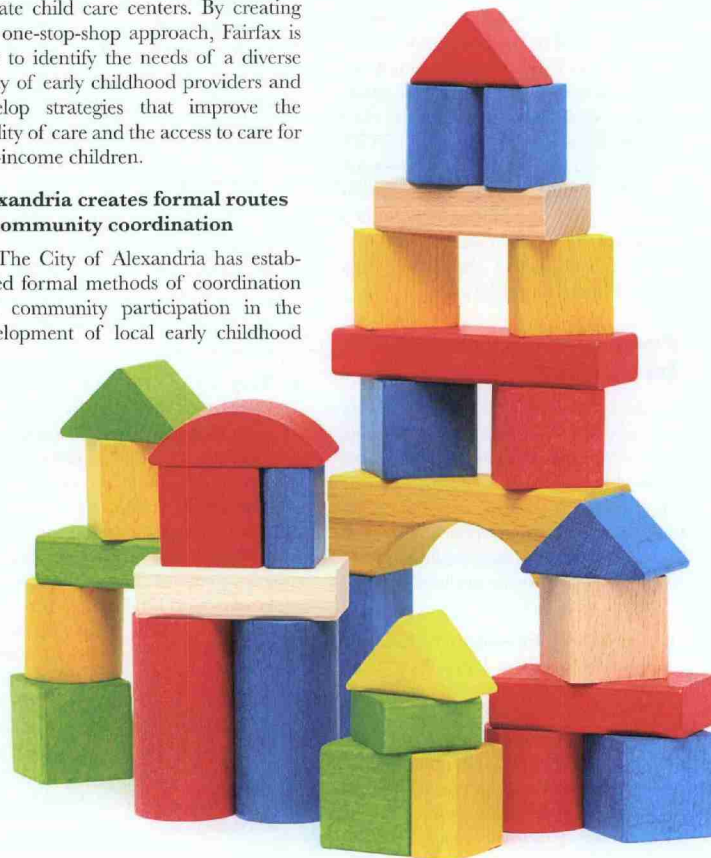 ate child care centers. By creating
one-stop-shop approach, Fairfax is
to identify the needs of a diverse
y of early childhood providers and
elop strategies that improve the
lity of care and the access to care for
-income children.
xandria creates formal routes
ommunity coordination
The City of Alexandria has estab-
ed formal methods of coordination
community participation in the
elopment of local early childhood